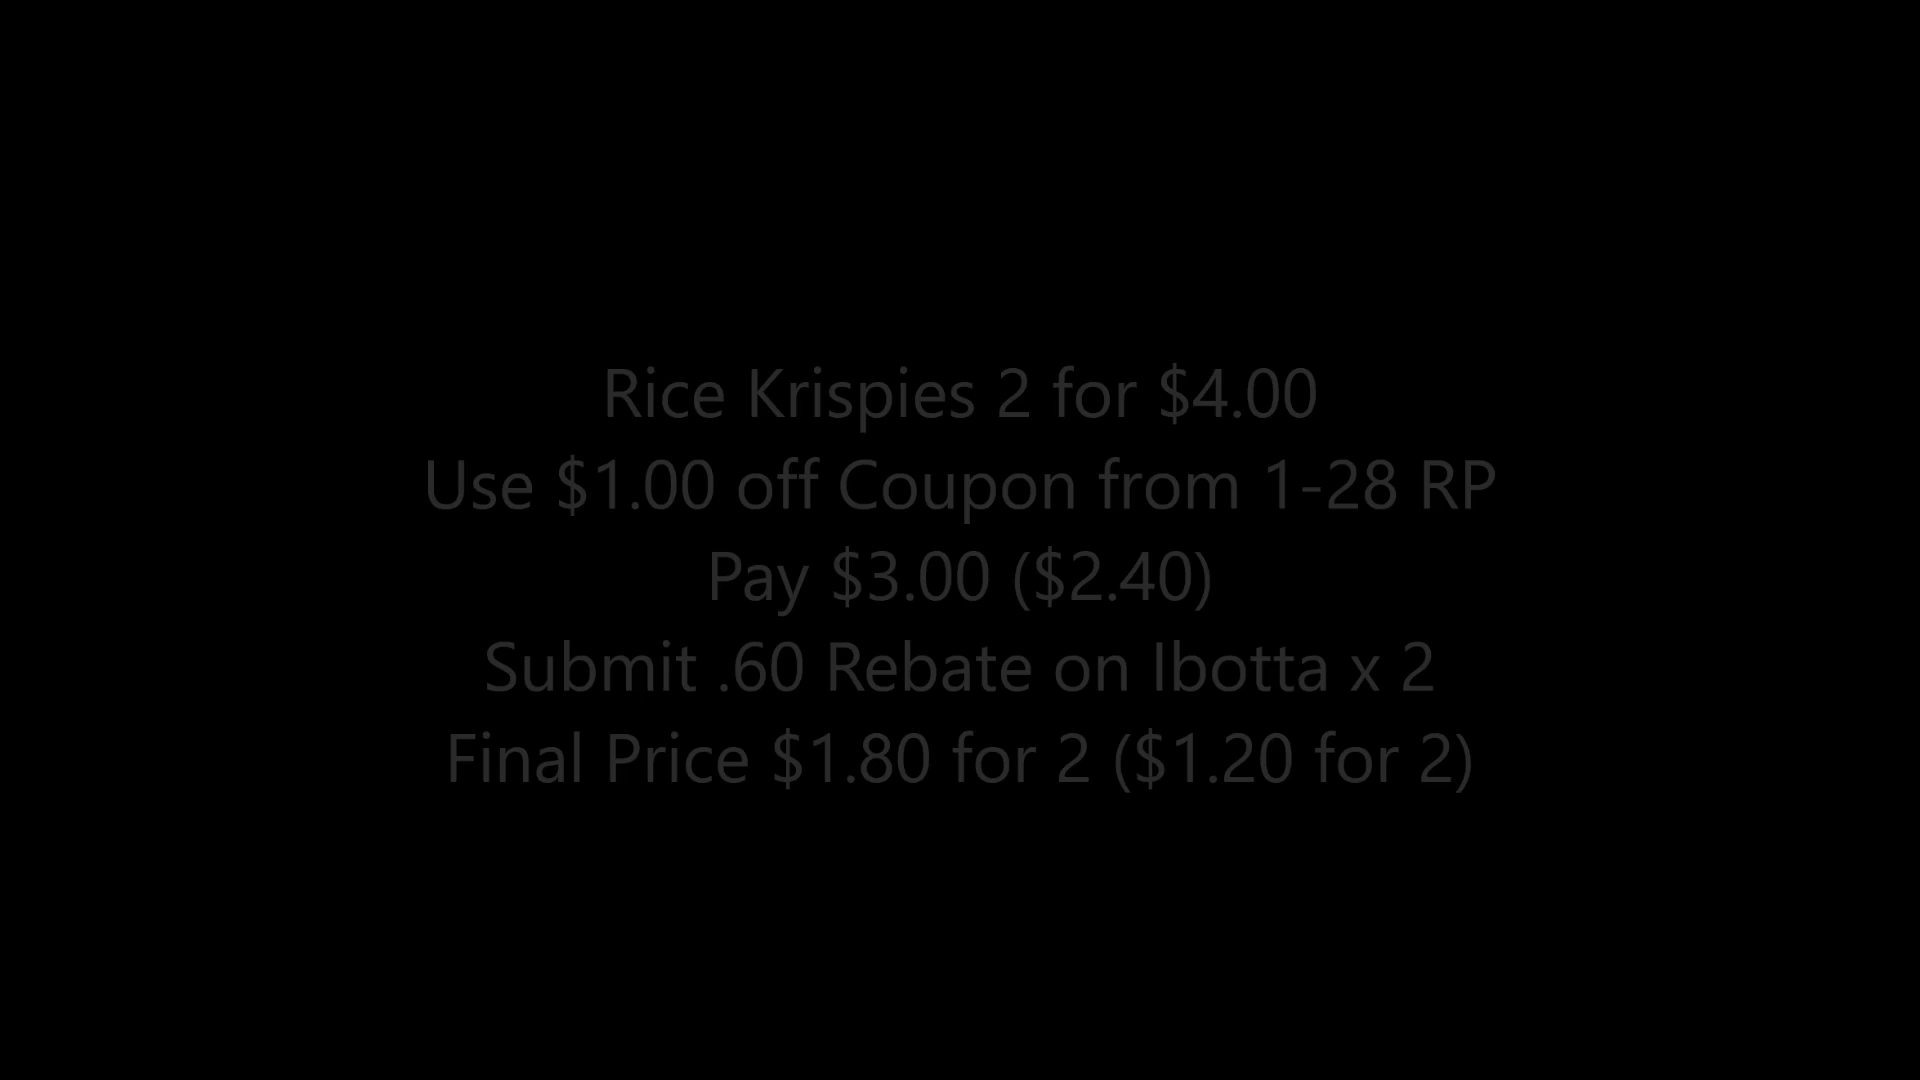 Rice Krispies 2 for $4.00
Use $1.00 off Coupon from 1-28 RP
Pay $3.00 ($2.40)
Submit .60 Rebate on Ibotta x 2
Final Price $1.80 for 2 ($1.20 for 2)